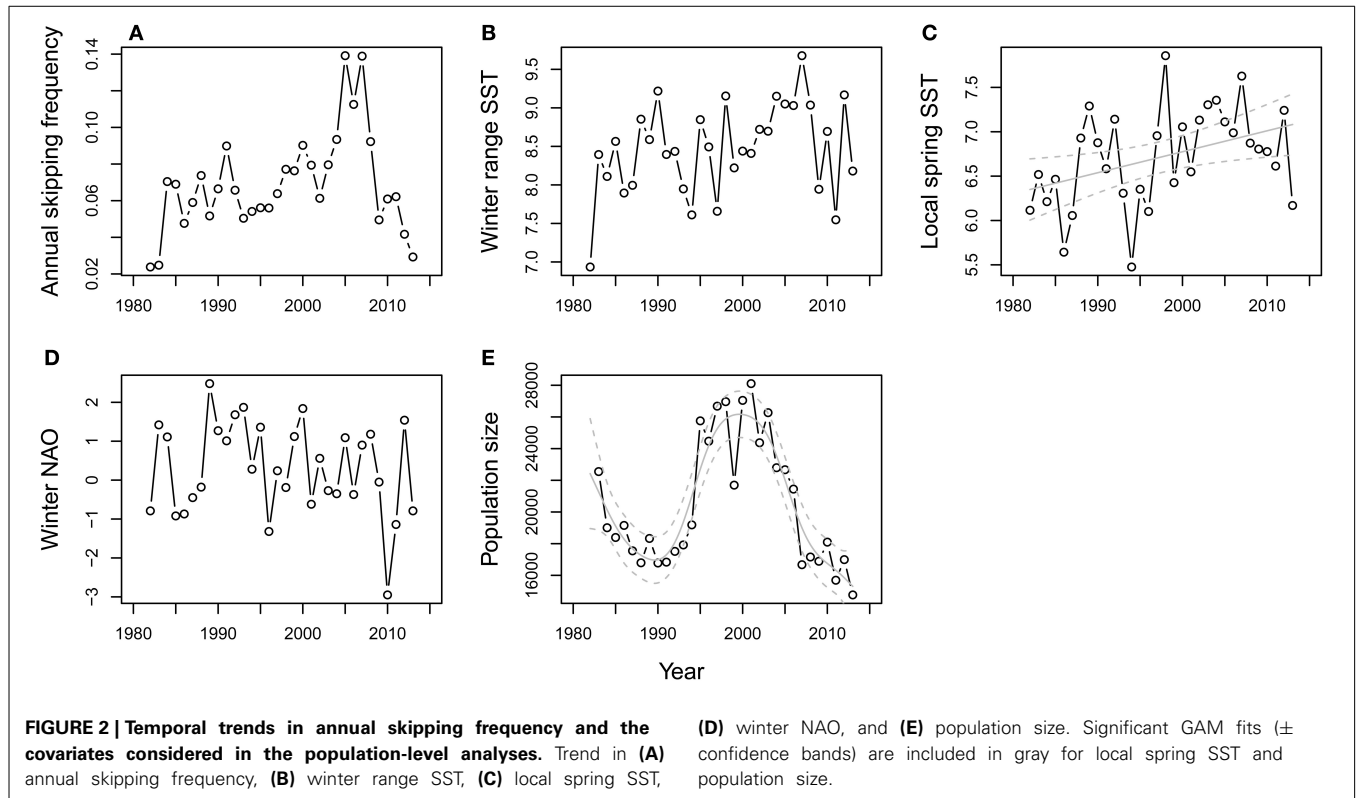 A
Annual skipping frequency
0.14
0.10
0.06
0.02
1980 1990 2000 2010
B
Winter range SST
9.5
9.0
8.5
8.0
7.5
7.0
1980 1990 2000 2010
C
Local spring SST
7.5
7.0
6.5
6.0
5.5
1980 1990 2000 2010
D
Winter NAO
2
1
0
−1
−2
−3
1980 1990 2000 2010
E
Population size
28000
24000
20000
16000
1980 1990 2000 2010
Year
FIGURE 2 | Temporal trends in annual skipping frequency and the
covariates considered in the population-level analyses. Trend in (A)
annual skipping frequency, (B) winter range SST, (C) local spring SST,
(D) winter NAO, and (E) population size. Significant GAM fits (±
confidence bands) are included in gray for local spring SST and
population size.